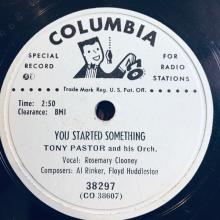 COLUMBIA
SPECIAL RECORD
FOR RADIO STATIONS
Trade Mark Reg. U. S. Pat. Off.
Time: 2:50
Clearance: BMI
YOU STARTED SOMETHING
TONY PASTOR and his Orch.
Vocal: Rosemary Clooney
Composers: Al Rinker, Floyd Huddleston
38297
(CO 38607)